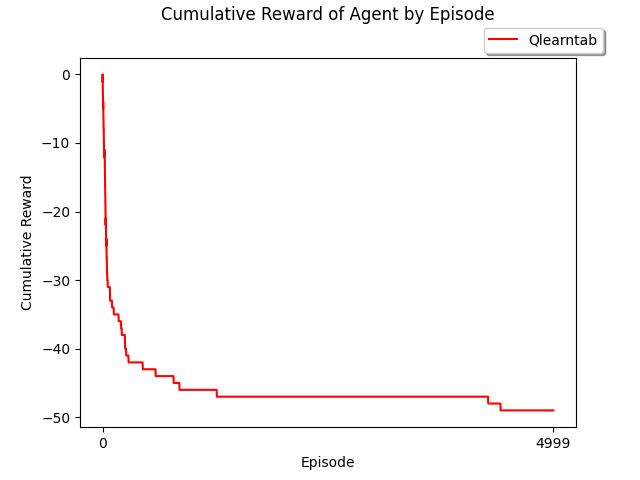 Cumulative Reward of Agent by Episode
Qlearntab
0
−10
−20
−30
−40
−50
Cumulative Reward
0
4999
Episode